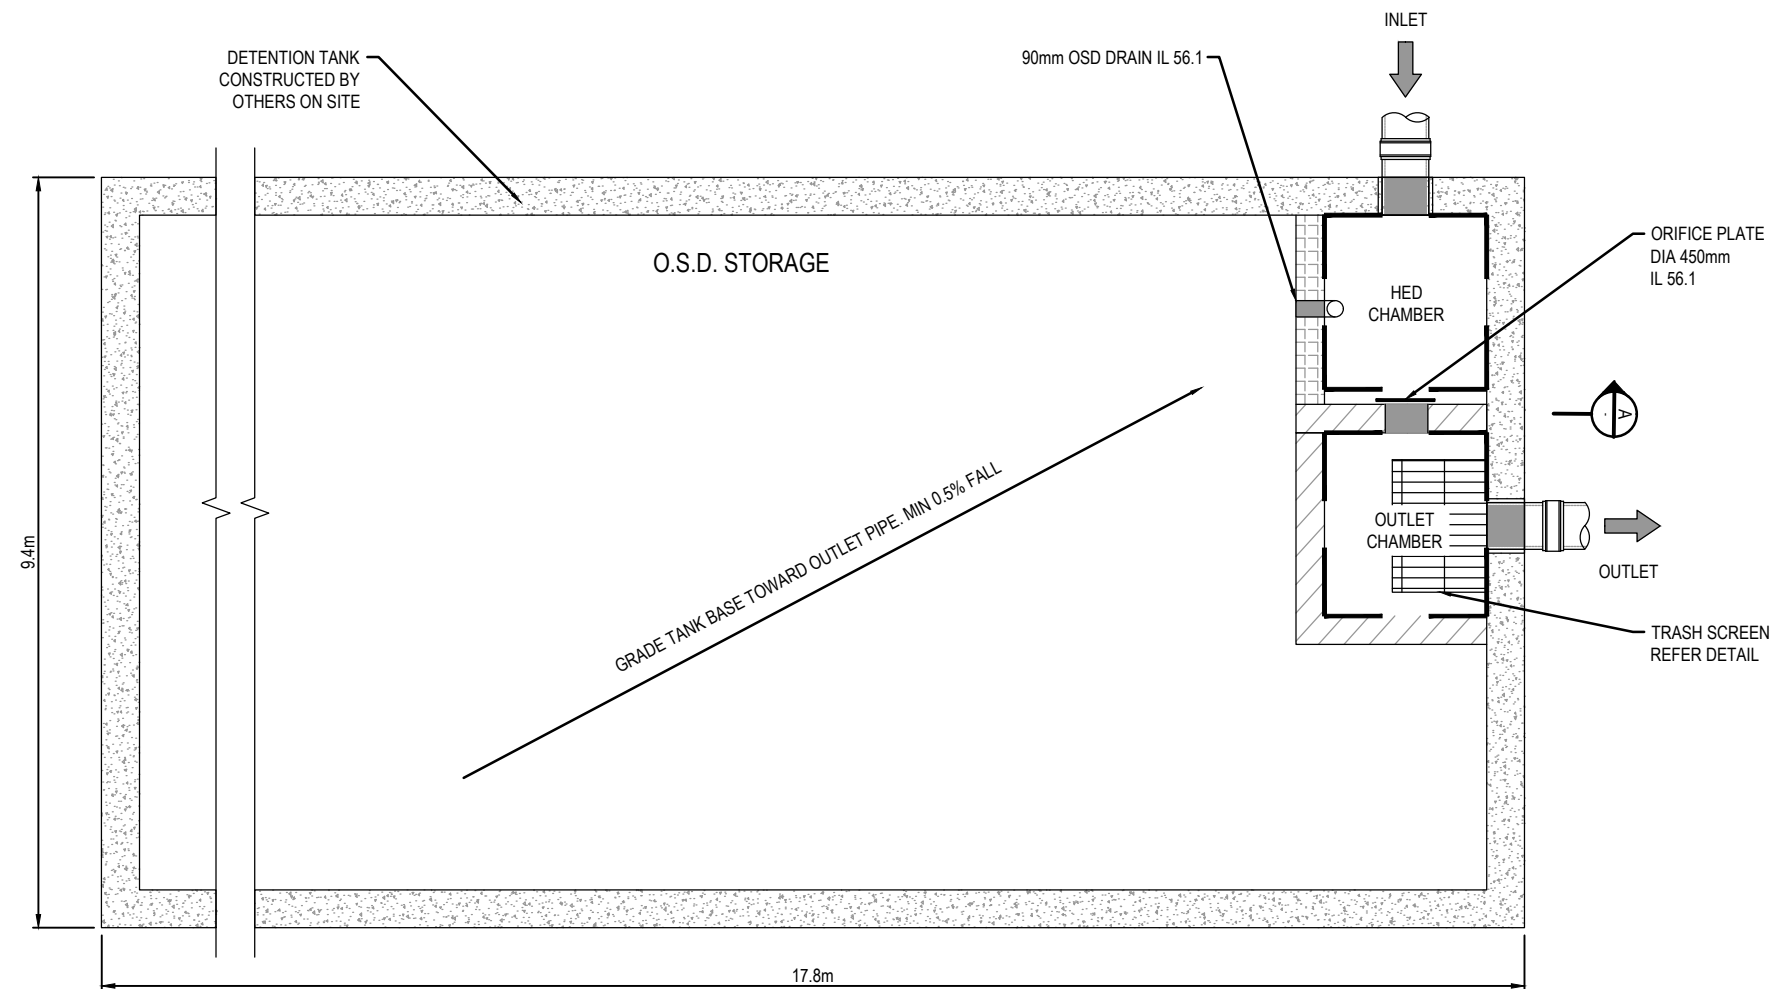 INLET
DETENTION TANK
CONSTRUCTED BY
OTHERS ON SITE
90mm OSD DRAIN IL 56.1
ORIFICE PLATE
DIA 450mm
IL 56.1
O.S.D. STORAGE
HED
CHAMBER
A
GRADE TANK BASE TOWARD OUTLET PIPE. MIN 0.5% FALL
OUTLET
CHAMBER
OUTLET
9.4m
TRASH SCREEN
REFER DETAIL
17.8m